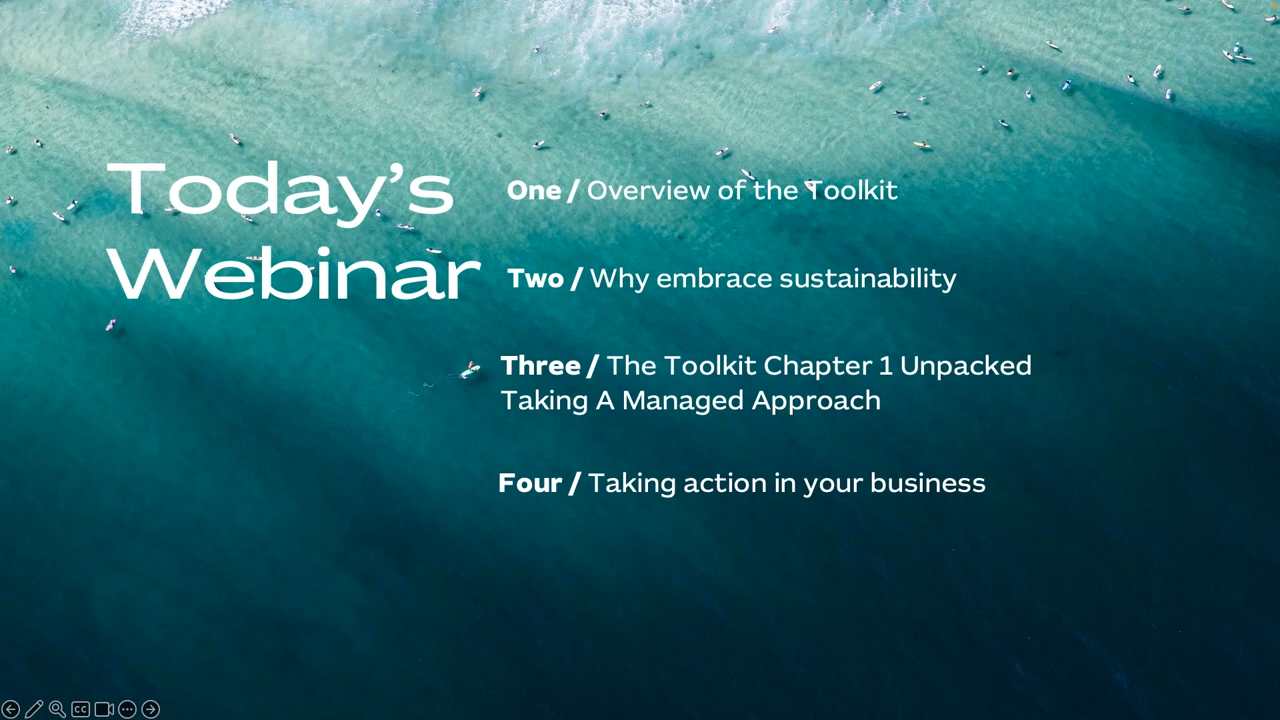 Today's
Webinar
One / Overview of the Toolkit
Two / Why embrace sustainability
Three / The Toolkit Chapter 1 Unpacked
Taking A Managed Approach
Four / Taking action in your business
CC